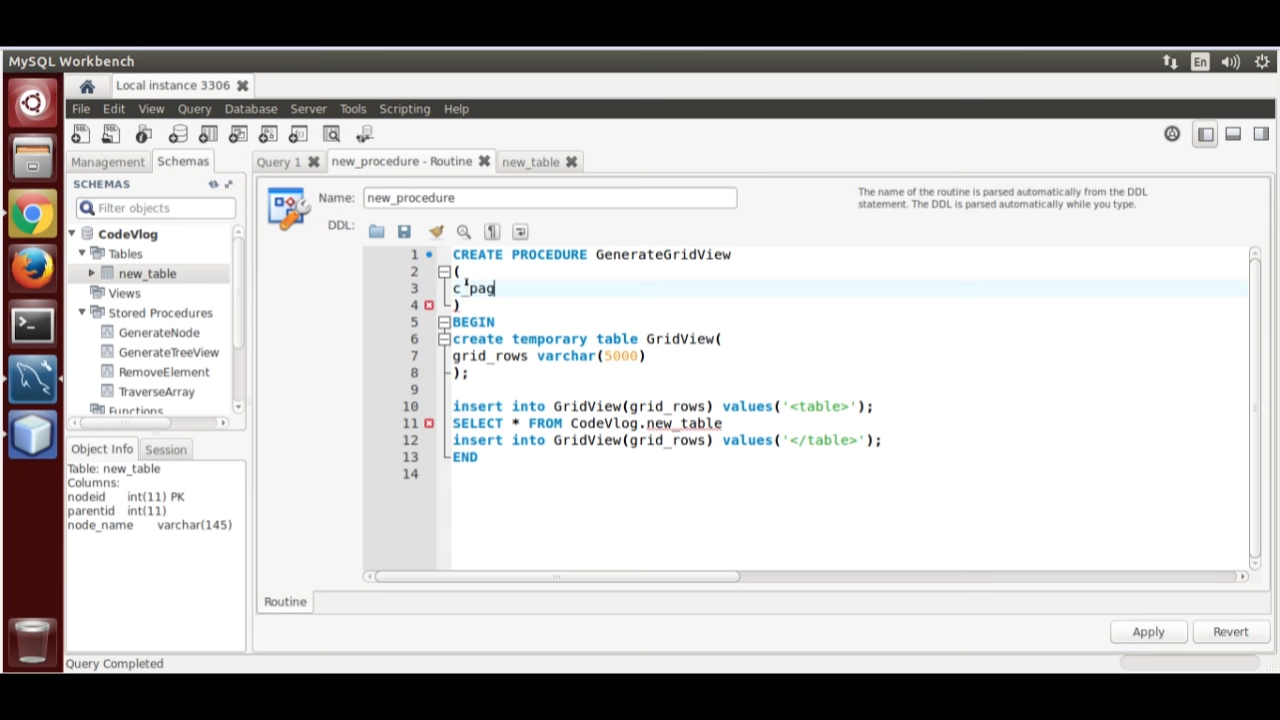 MySQL Workbench
En
Local instance 3306
File Edit View Query Database Server Tools Scripting Help
Management Schemas
Query 1 new_procedure - Routine new_table
SCHEMAS
Filter objects
CodeVlog
Tables
new_table
Views
Stored Procedures
GenerateNode
GenerateTreeView
RemoveElement
TraverseArray
Functions
Object Info Session
Table: new_table
Columns:
nodeid int(11) PK
parentid int(11)
node_name varchar(145)
Name: new_procedure
The name of the routine is parsed automatically from the DDL
statement. The DDL is parsed automatically while you type.
DDL:
1 CREATE PROCEDURE GenerateGridView
2 (
3 c_pag
4 )
5 BEGIN
6 create temporary table GridView(
7 grid_rows varchar(5000)
8 );
9
10 insert into GridView(grid_rows) values('<table>');
11 SELECT * FROM CodeVlog.new_table
12 insert into GridView(grid_rows) values('</table>');
13 END
14
Routine
Apply Revert
Query Completed